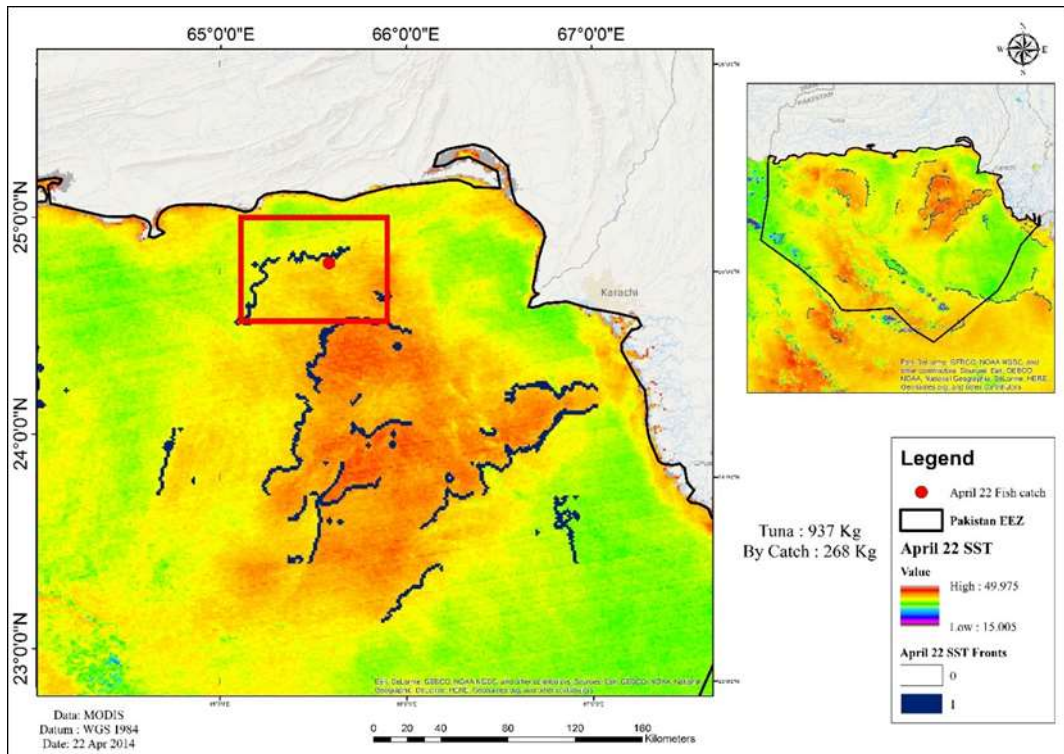 65°0'0"E 66°0'0"E 67°0'0"E
N
W E
S
25°0'0"N
24°0'0"N
23°0'0"N
Karachi
PAKISTAN
Karachi
Tuna : 937 Kg
By Catch : 268 Kg
Legend
April 22 Fish catch
Pakistan EEZ
April 22 SST
Value
High : 49.975
Low : 15.005
April 22 SST Fronts
0
1
Data: MODIS
Datum : WGS 1984
Date: 22 Apr 2014
0 20 40 80 120 160
Kilometers